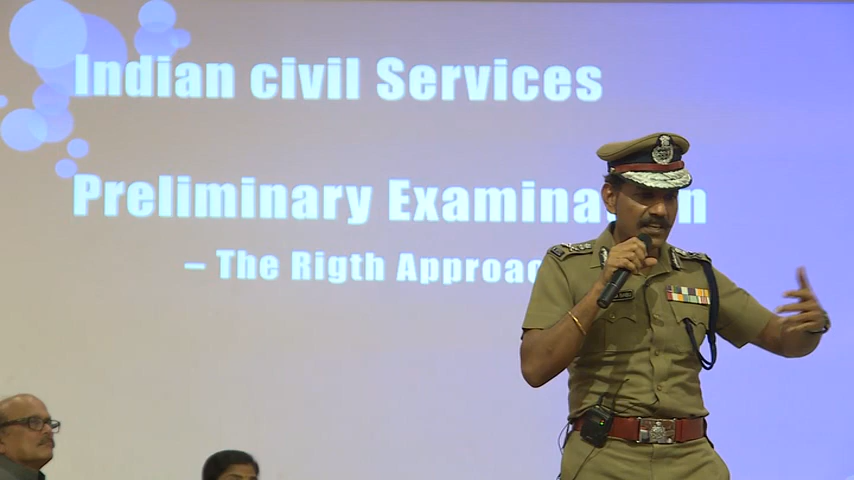 Indian civil Services
Preliminary Examina n
– The Rigth Approac